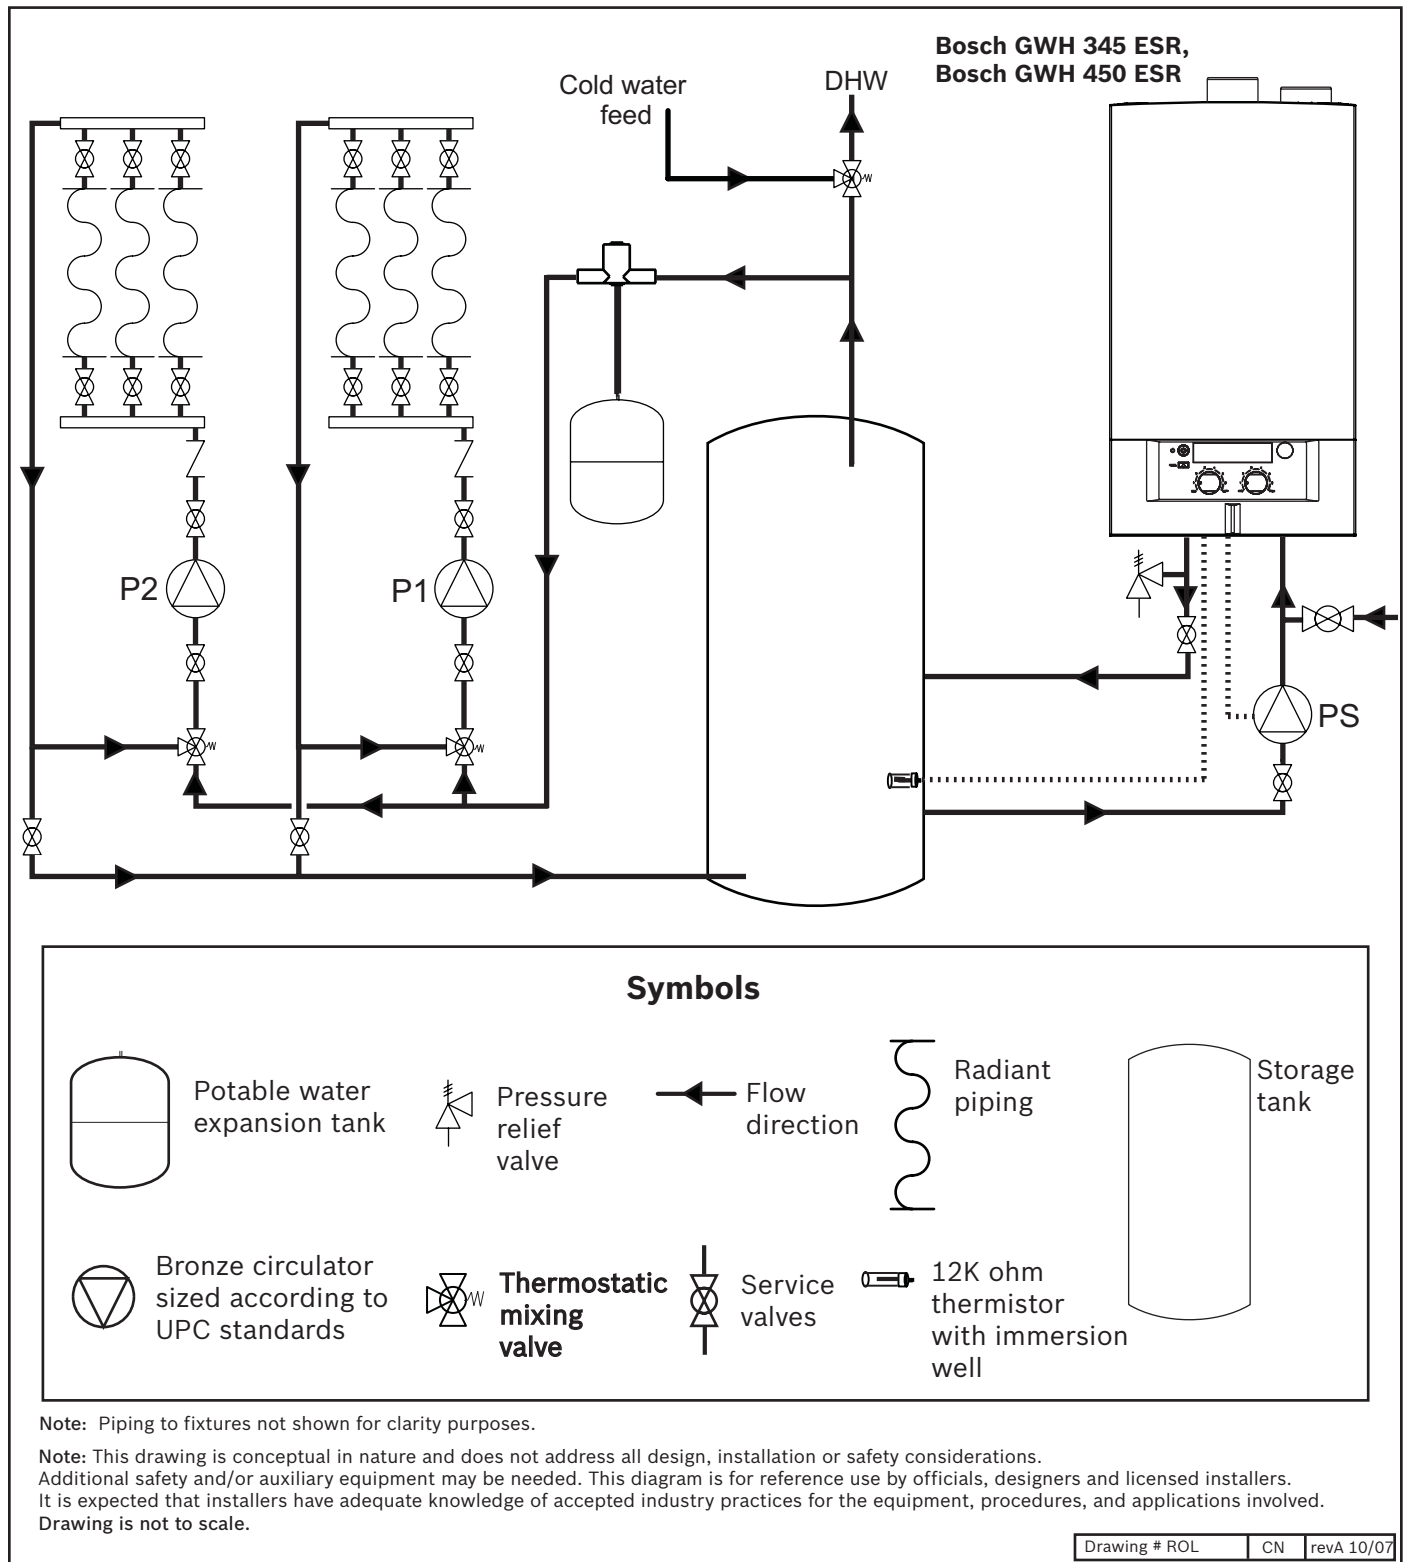 Bosch GWH 345 ESR,
Bosch GWH 450 ESR
Cold water
feed
DHW
P2
P1
PS
Symbols
Potable water
expansion tank
Pressure
relief
valve
Flow
direction
Radiant
piping
Storage
tank
Bronze circulator
sized according to
UPC standards
Thermostatic
mixing
valve
Service
valves
12K ohm
thermistor
with immersion
well
Note: Piping to fixtures not shown for clarity purposes.
Note: This drawing is conceptual in nature and does not address all design, installation or safety considerations.
Additional safety and/or auxiliary equipment may be needed. This diagram is for reference use by officials, designers and licensed installers.
It is expected that installers have adequate knowledge of accepted industry practices for the equipment, procedures, and applications involved.
Drawing is not to scale.
Drawing # ROL CN revA 10/07